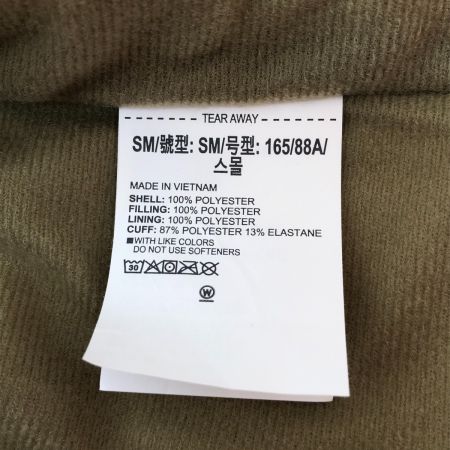 TEAR AWAY
SM/號型: SM/号型: 165/88A/
스몰
MADE IN VIETNAM
SHELL: 100% POLYESTER
FILLING: 100% POLYESTER
LINING: 100% POLYESTER
CUFF: 87% POLYESTER 13% ELASTANE
■WITH LIKE COLORS
DO NOT USE SOFTENERS
30
W